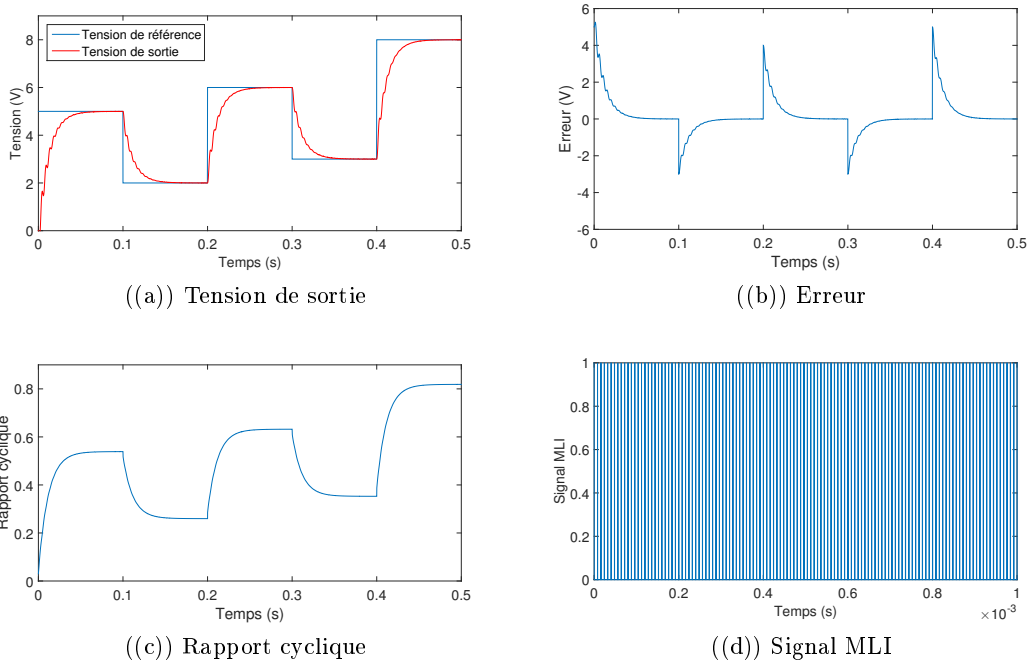 Tension de référence
Tension de sortie
Tension (V)
8
6
4
2
0
0 0.1 0.2 0.3 0.4 0.5
Temps (s)
((a)) Tension de sortie
Erreur (V)
6
4
2
0
-2
-4
-6
0 0.1 0.2 0.3 0.4 0.5
Temps (s)
((b)) Erreur
Rapport cyclique
0.8
0.6
0.4
0.2
0
0 0.1 0.2 0.3 0.4 0.5
Temps (s)
((c)) Rapport cyclique
Signal MLI
1
0.8
0.6
0.4
0.2
0
0 0.2 0.4 0.6 0.8 1
Temps (s)
×10⁻³
((d)) Signal MLI